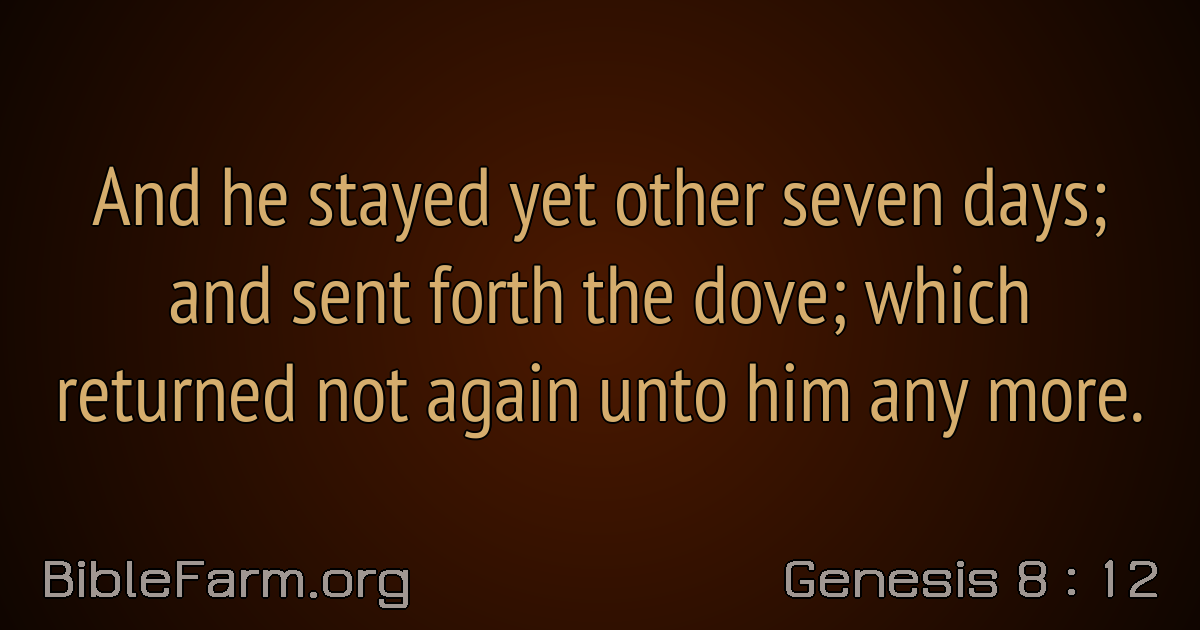 And he stayed yet other seven days;
and sent forth the dove; which
returned not again unto him any more.
BibleFarm.org
Genesis 8 : 12